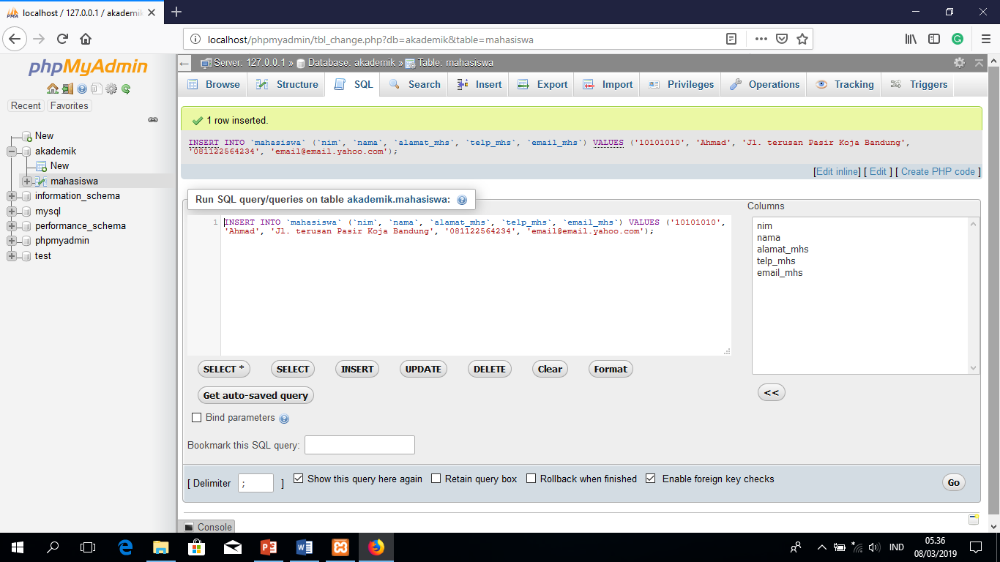 localhost / 127.0.0.1 / akademik
localhost/phpmyadmin/tbl_change.php?db=akademik&table=mahasiswa
phpMyAdmin
Recent Favorites
New
akademik
New
mahasiswa
information_schema
mysql
performance_schema
phpmyadmin
test
Server: 127.0.0.1 » Database: akademik » Table: mahasiswa
Browse Structure SQL Search Insert Export Import Privileges Operations Tracking Triggers
1 row inserted.
INSERT INTO `mahasiswa` (`nim`, `nama`, `alamat_mhs`, `telp_mhs`, `email_mhs`) VALUES ('10101010', 'Ahmad', 'Jl. terusan Pasir Koja Bandung',
'081122564234', 'email@email.yahoo.com');
[Edit inline] [ Edit ] [ Create PHP code ]
Run SQL query/queries on table akademik.mahasiswa:
1 INSERT INTO `mahasiswa` (`nim`, `nama`, `alamat_mhs`, `telp_mhs`, `email_mhs`) VALUES ('10101010',
'Ahmad', 'Jl. terusan Pasir Koja Bandung', '081122564234', 'email@email.yahoo.com');
Columns
nim
nama
alamat_mhs
telp_mhs
email_mhs
<<
SELECT * SELECT INSERT UPDATE DELETE Clear Format
Get auto-saved query
Bind parameters
Bookmark this SQL query:
[ Delimiter ; ] Show this query here again Retain query box Rollback when finished Enable foreign key checks Go
Console
IND
05.36
08/03/2019